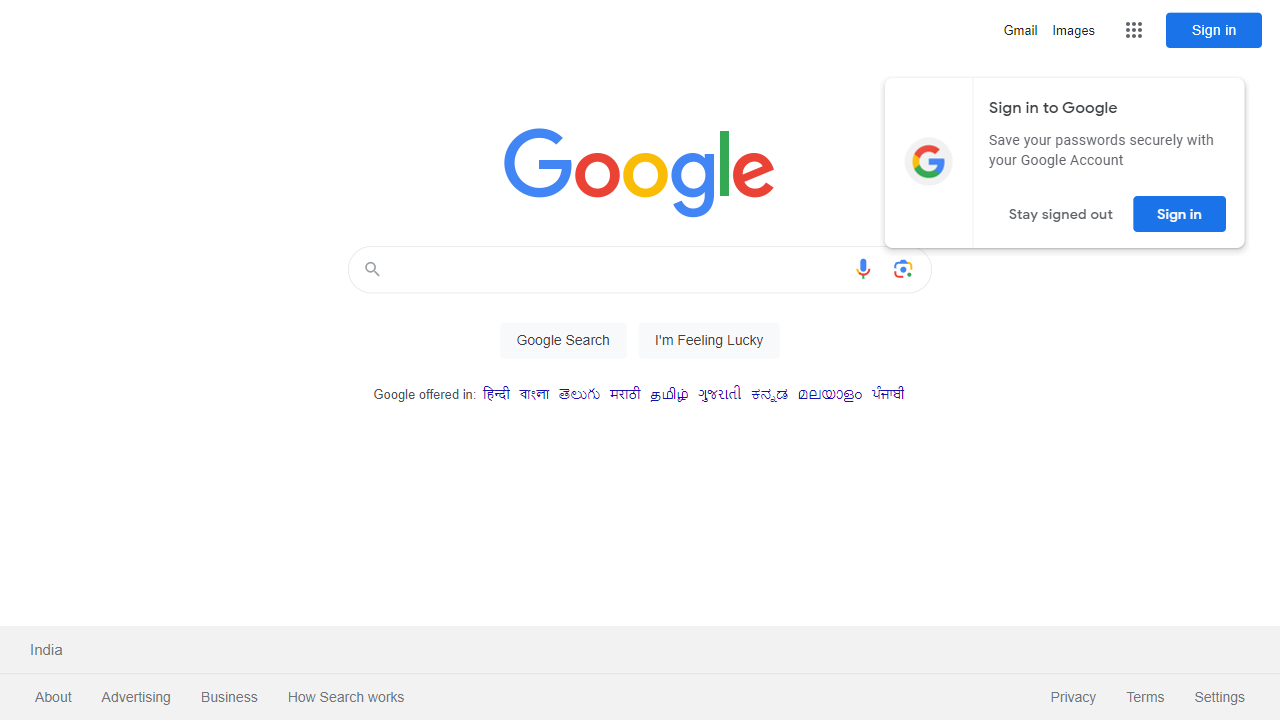 Gmail Images Sign in
Sign in to Google
Save your passwords securely with
your Google Account
Stay signed out Sign in
Google
Google Search I'm Feeling Lucky
Google offered in: हिन्दी বাংলা తెలుగు मराठी தமிழ் ગુજરાતી ಕನ್ನಡ മലയാളം ਪੰਜਾਬੀ
India
About Advertising Business How Search works Privacy Terms Settings